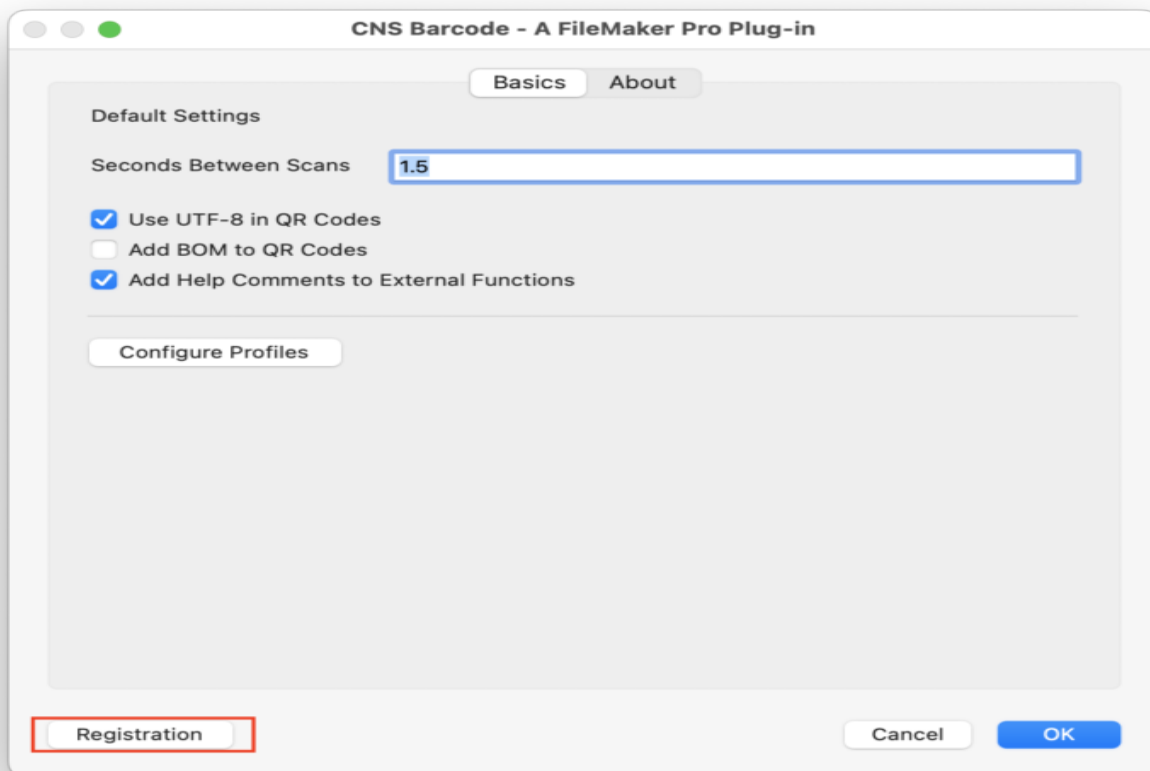 CNS Barcode - A FileMaker Pro Plug-in
Basics About
Default Settings
Seconds Between Scans 1.5
Use UTF-8 in QR Codes
Add BOM to QR Codes
Add Help Comments to External Functions
Configure Profiles
Registration Cancel OK